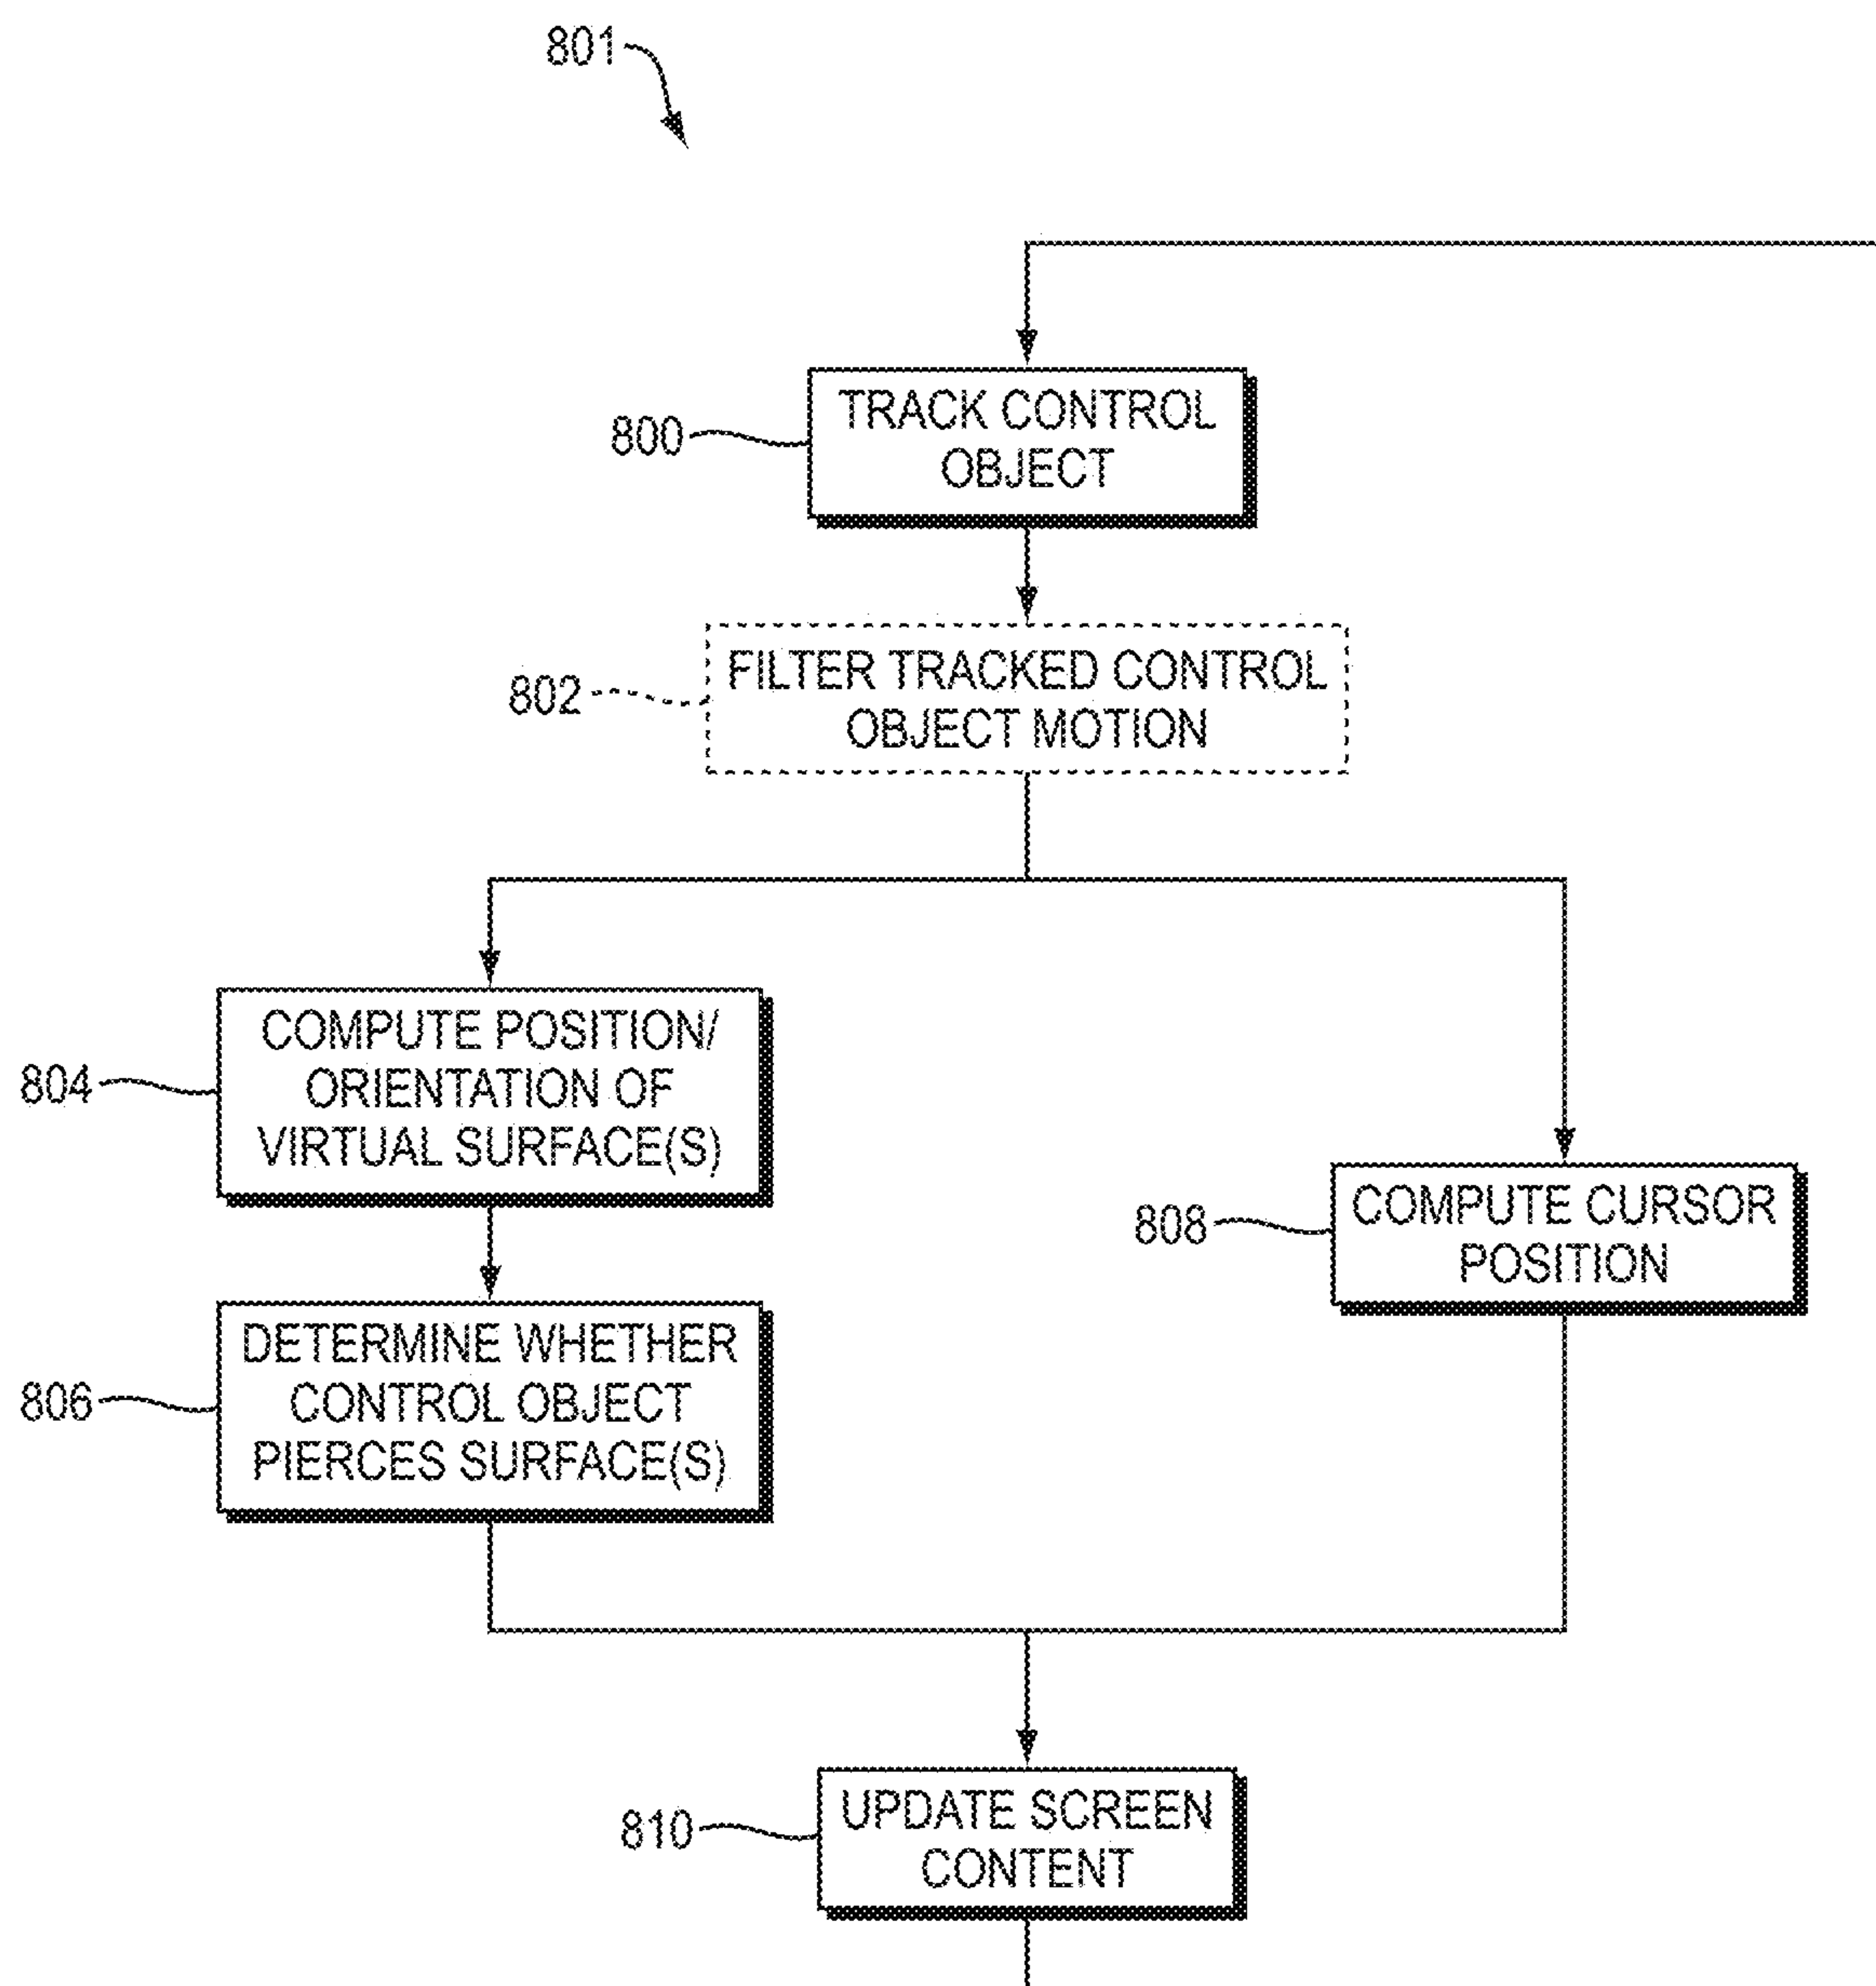 801
800
TRACK CONTROL
OBJECT
802
FILTER TRACKED CONTROL
OBJECT MOTION
804
COMPUTE POSITION/
ORIENTATION OF
VIRTUAL SURFACE(S)
808
COMPUTE CURSOR
POSITION
806
DETERMINE WHETHER
CONTROL OBJECT
PIERCES SURFACE(S)
810
UPDATE SCREEN
CONTENT